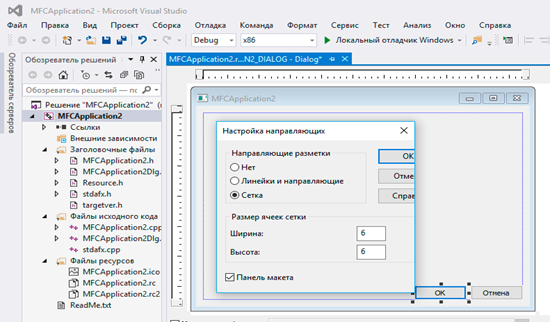 MFCApplication2 - Microsoft Visual Studio
Файл Правка Вид Проект Сборка Отладка Команда Формат Сервис Тест Анализ Окно Справка
Debug x86 Локальный отладчик Windows
Обозреватель серверов
Обозреватель решений
MFCApplication2.r...N2_DIALOG - Dialog*
Обозреватель решений — по
Решение "MFCApplication2"
MFCApplication2
Ссылки
Внешние зависимости
Заголовочные файлы
MFCApplication2.h
MFCApplication2Dlg.
Resource.h
stdafx.h
targetver.h
Файлы исходного кода
MFCApplication2.cpp
MFCApplication2Dlg.
stdafx.cpp
Файлы ресурсов
MFCApplication2.ico
MFCApplication2.rc
MFCApplication2.rc2
ReadMe.txt
MFCApplication2
Настройка направляющих
Направляющие разметки
Нет
Линейки и направляющие
Сетка
OK
Отме
Справ
Размер ячеек сетки
Ширина: 6
Высота: 6
Панель макета
OK Отмена